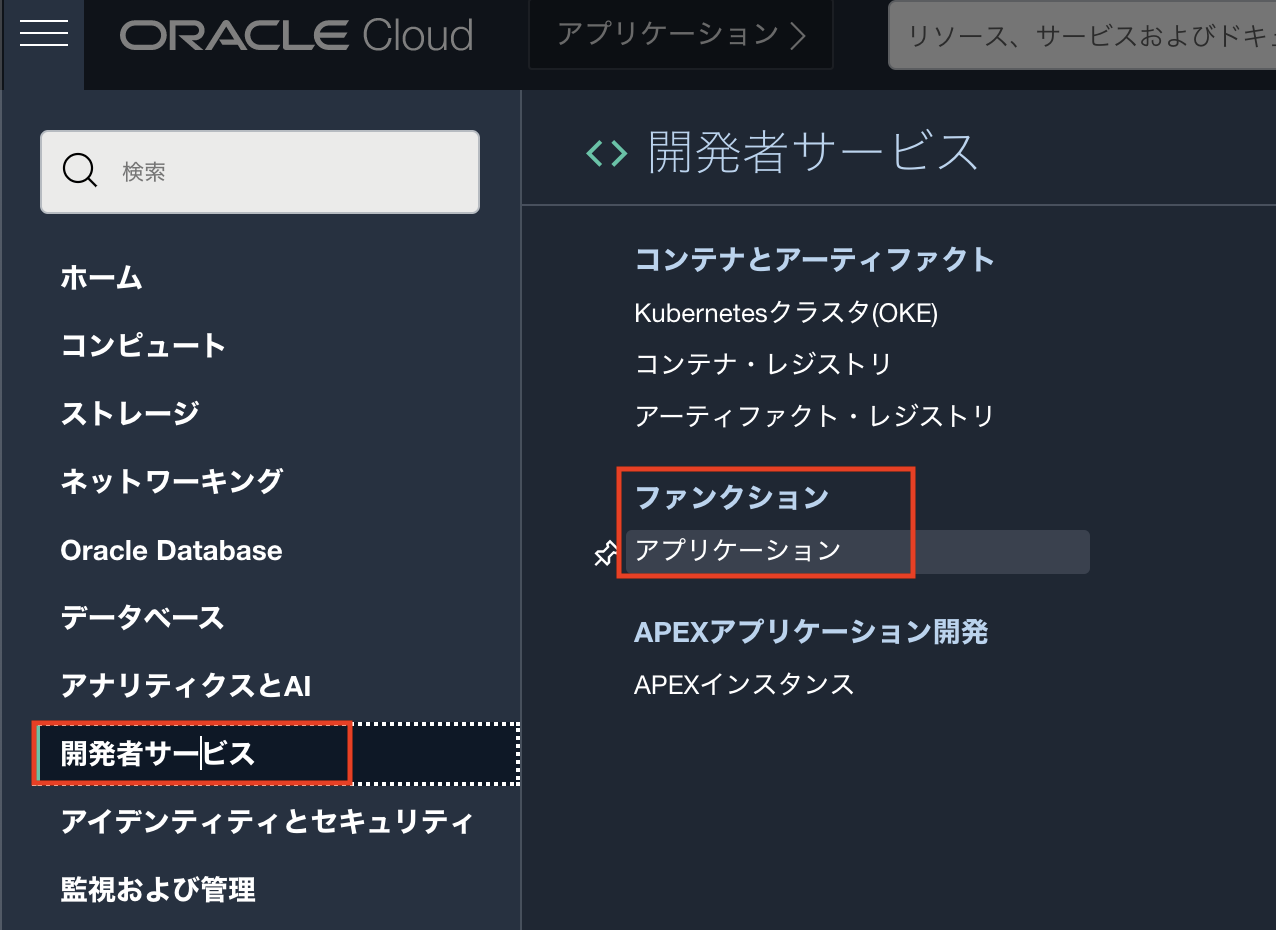 ORACLE Cloud
アプリケーション
リソース、サービスおよびドキ
検索
ホーム
コンピュート
ストレージ
ネットワーキング
Oracle Database
データベース
アナリティクスとAI
開発者サービス
アイデンティティとセキュリティ
監視および管理
開発者サービス
コンテナとアーティファクト
Kubernetesクラスタ(OKE)
コンテナ・レジストリ
アーティファクト・レジストリ
ファンクション
アプリケーション
APEXアプリケーション開発
APEXインスタンス